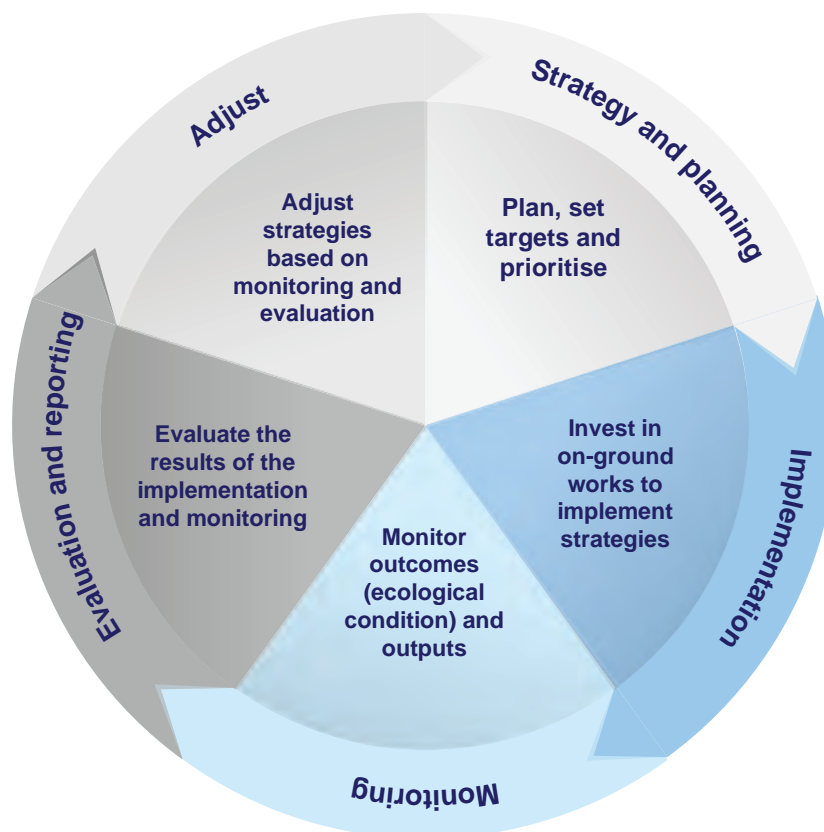 Strategy and planning
Plan, set
targets and
prioritise
Implementation
Invest in
on-ground
works to
implement
strategies
Monitoring
Monitor
outcomes
(ecological
condition) and
outputs
Evaluation and reporting
Evaluate the
results of the
implementation
and monitoring
Adjust
Adjust
strategies
based on
monitoring and
evaluation